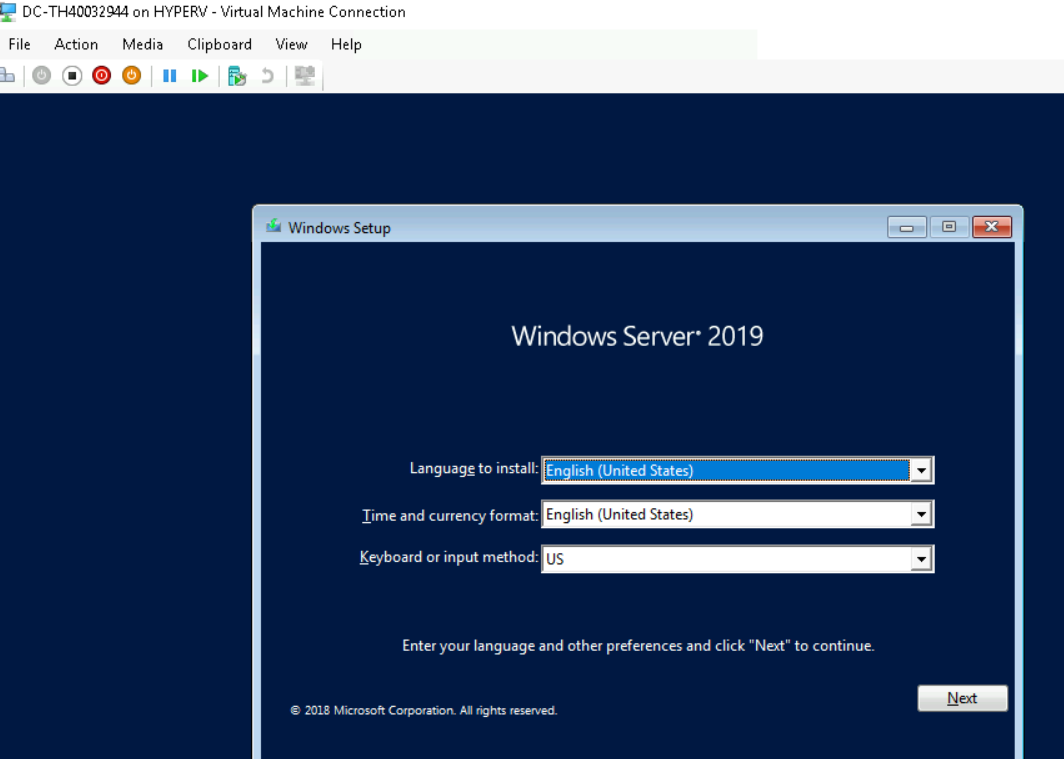 DC-TH40032944 on HYPERV - Virtual Machine Connection
File Action Media Clipboard View Help
Windows Setup
Windows Server® 2019
Language to install: English (United States)
Time and currency format: English (United States)
Keyboard or input method: US
Enter your language and other preferences and click "Next" to continue.
Next
© 2018 Microsoft Corporation. All rights reserved.